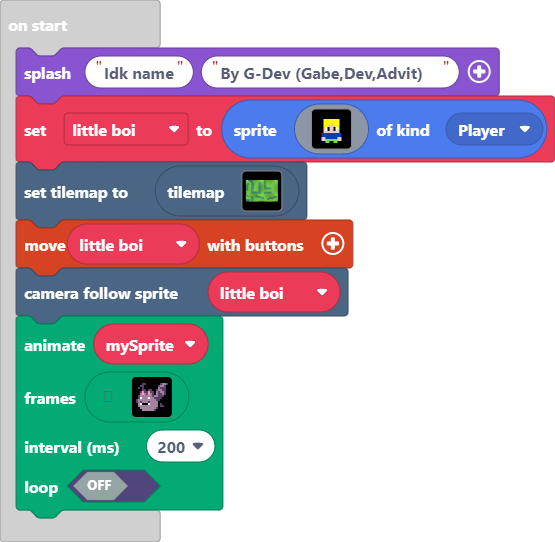 on start
splash "Idk name" "By G-Dev (Gabe,Dev,Advit) "
set little boi to sprite of kind Player
set tilemap to tilemap
move little boi with buttons
camera follow sprite little boi
animate mySprite
frames
interval (ms) 200
loop OFF